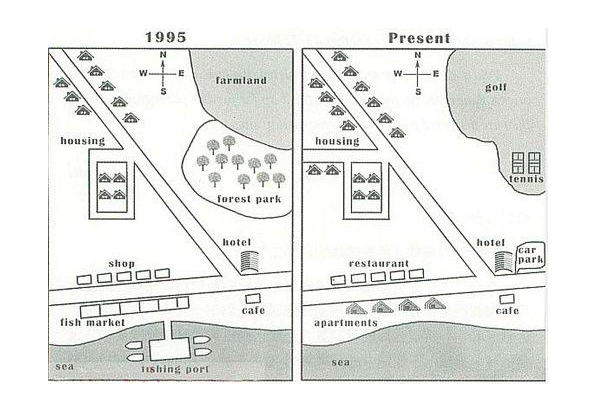 1995
N
W E
S
farmland
housing
forest park
hotel
shop
fish market
cafe
fishing port
sea
Present
N
W E
S
golf
housing
tennis
hotel
car
park
restaurant
apartments
cafe
sea